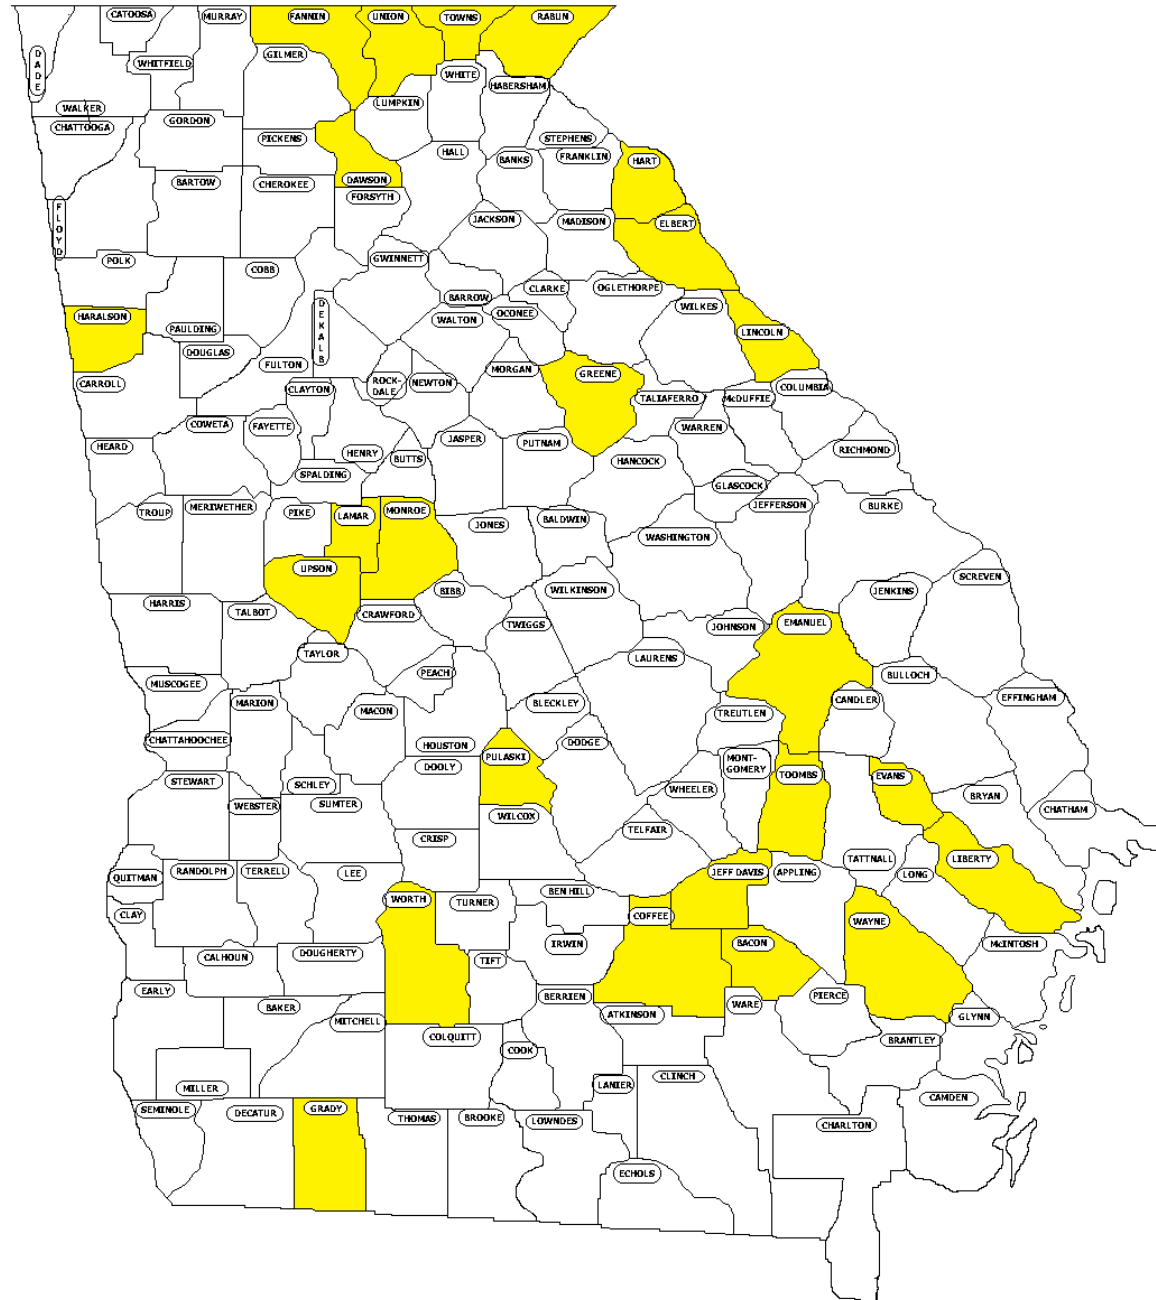 CATOOSA
MURRAY
FANNIN
UNION
TOWNS
RABUN
DADE
WHITFIELD
GILMER
WHITE
HABERSHAM
WALKER
LUMPKIN
CHATTOOGA
GORDON
PICKENS
STEPHENS
HALL
BANKS
FRANKLIN
HART
BARTOW
CHEROKEE
DAWSON
FORSYTH
FLOYD
JACKSON
MADISON
ELBERT
POLK
COBB
GWINNETT
BARROW
CLARKE
OGLETHORPE
HARALSON
PAULDING
DEKALB
WALTON
OCONEE
WILKES
LINCOLN
DOUGLAS
FULTON
CARROLL
CLAYTON
ROCK-
DALE
NEWTON
MORGAN
GREENE
TALIAFERRO
McDUFFIE
COLUMBIA
COWETA
FAYETTE
HEARD
HENRY
BUTTS
JASPER
PUTNAM
HANCOCK
WARREN
RICHMOND
SPALDING
GLASCOCK
TROUP
MERIWETHER
PIKE
LAMAR
MONROE
JONES
BALDWIN
WASHINGTON
JEFFERSON
BURKE
UPSON
HARRIS
TALBOT
CRAWFORD
BIBB
WILKINSON
JENKINS
SCREVEN
TWIGGS
JOHNSON
EMANUEL
TAYLOR
PEACH
LAURENS
MUSCOGEE
MARION
MACON
BLECKLEY
TREUTLEN
CANDLER
BULLOCH
EFFINGHAM
CHATTAHOOCHEE
HOUSTON
PULASKI
DODGE
MONT-
GOMERY
STEWART
WEBSTER
SCHLEY
SUMTER
DOOLY
WHEELER
TOOMBS
EVANS
BRYAN
CHATHAM
CRISP
WILCOX
TELFAIR
QUITMAN
RANDOLPH
TERRELL
LEE
JEFF DAVIS
APPLING
TATTNALL
LONG
LIBERTY
CLAY
WORTH
TURNER
BEN HILL
COFFEE
WAYNE
CALHOUN
DOUGHERTY
TIFT
IRWIN
BACON
McINTOSH
EARLY
BAKER
MITCHELL
BERRIEN
ATKINSON
WARE
PIERCE
GLYNN
COLQUITT
COOK
BRANTLEY
MILLER
LANIER
CLINCH
SEMINOLE
DECATUR
GRADY
THOMAS
BROOKE
LOWNDES
CHARLTON
CAMDEN
ECHOLS